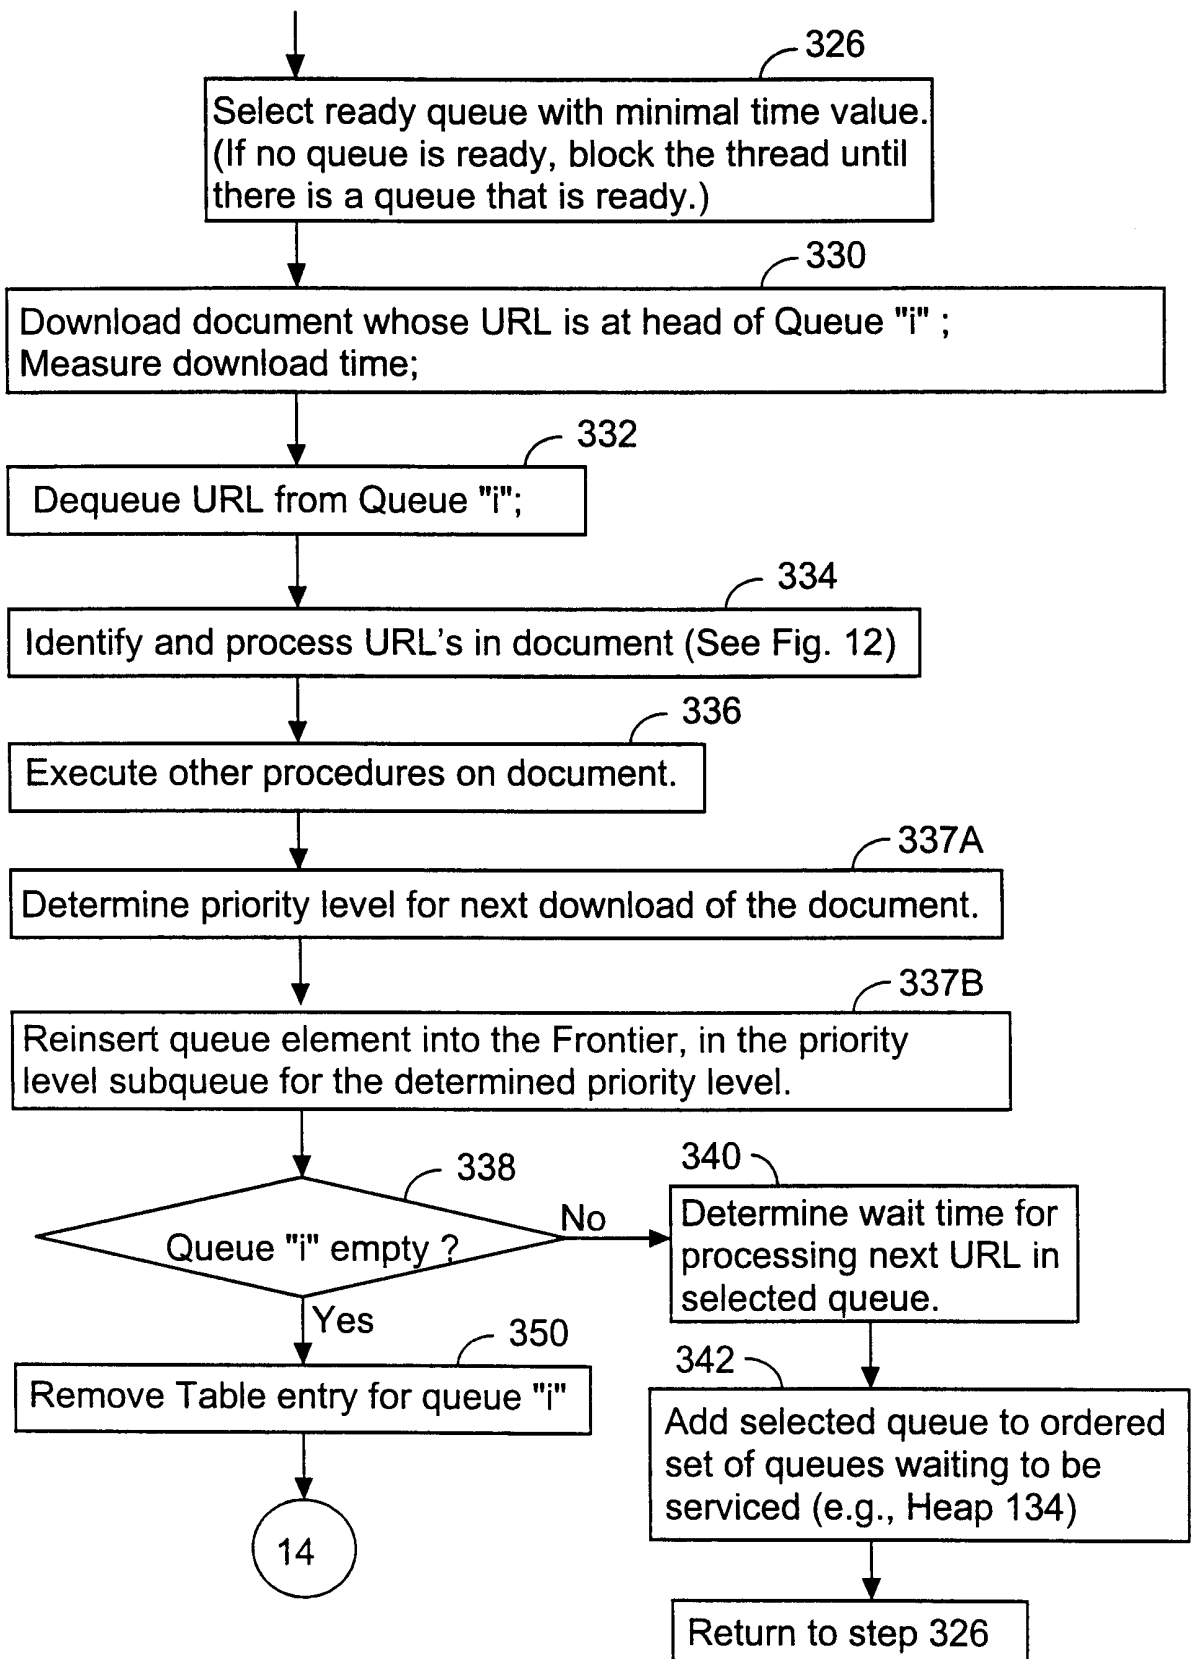 326
Select ready queue with minimal time value.
(If no queue is ready, block the thread until
there is a queue that is ready.)
330
Download document whose URL is at head of Queue "i" ;
Measure download time;
332
Dequeue URL from Queue "i";
334
Identify and process URL's in document (See Fig. 12)
336
Execute other procedures on document.
337A
Determine priority level for next download of the document.
337B
Reinsert queue element into the Frontier, in the priority
level subqueue for the determined priority level.
338
Queue "i" empty ?
No
340
Determine wait time for
processing next URL in
selected queue.
Yes
350
Remove Table entry for queue "i"
342
Add selected queue to ordered
set of queues waiting to be
serviced (e.g., Heap 134)
14
Return to step 326